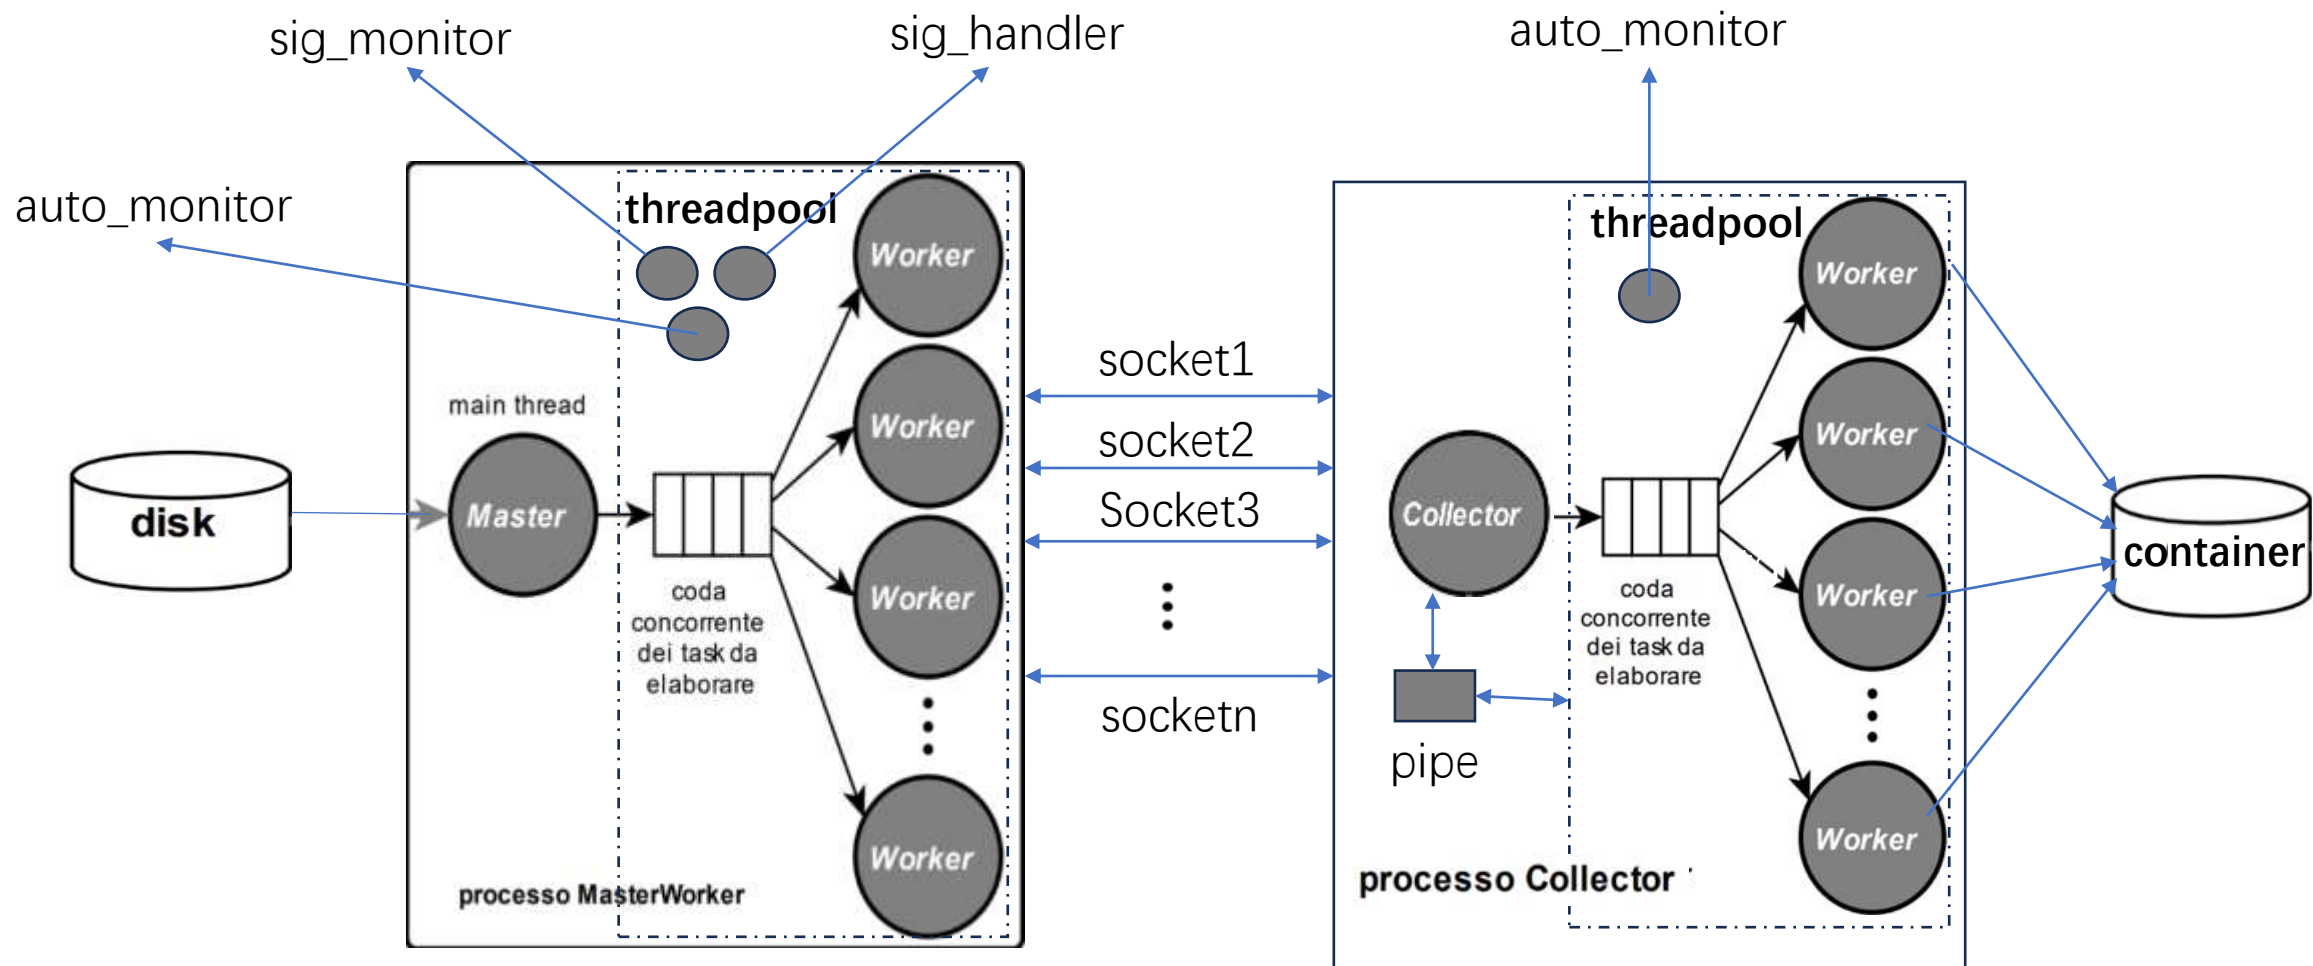 sig_monitor
sig_handler
auto_monitor
auto_monitor
threadpool
threadpool
Worker
Worker
Worker
Worker
main thread
Master
disk
coda
concorrente
dei task da
elaborare
processo MasterWorker
socket1
socket2
Socket3
socketn
Collector
pipe
coda
concorrente
dei task da
elaborare
Worker
Worker
Worker
Worker
processo Collector
container